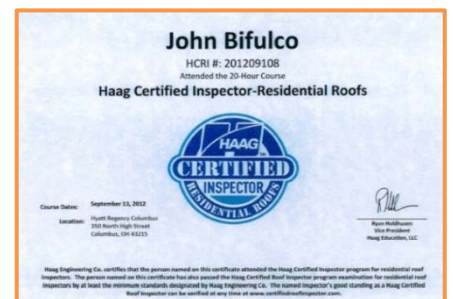 John Bifulco
HCRI #: 201209108
Attended the 20-Hour Course
Haag Certified Inspector-Residential Roofs
HAAG
CERTIFIED
INSPECTOR
RESIDENTIAL ROOFS
Course Dates: September 13, 2012
Location: Hyatt Regency Columbus
350 North High Street
Columbus, OH 43215
Ryan Holdhusen
Vice President
Haag Education, LLC
Haag Engineering Co. certifies that the person named on this certificate attended the Haag Certified Inspector program for residential roof
inspectors. The person named on this certificate has also passed the Haag Certified Roof Inspector program examination for residential roof
inspectors by at least the minimum standards designated by Haag Engineering Co. The named inspector's good standing as a Haag Certified
Roof Inspector can be verified at any time at www.certifiedroofinspector.com.